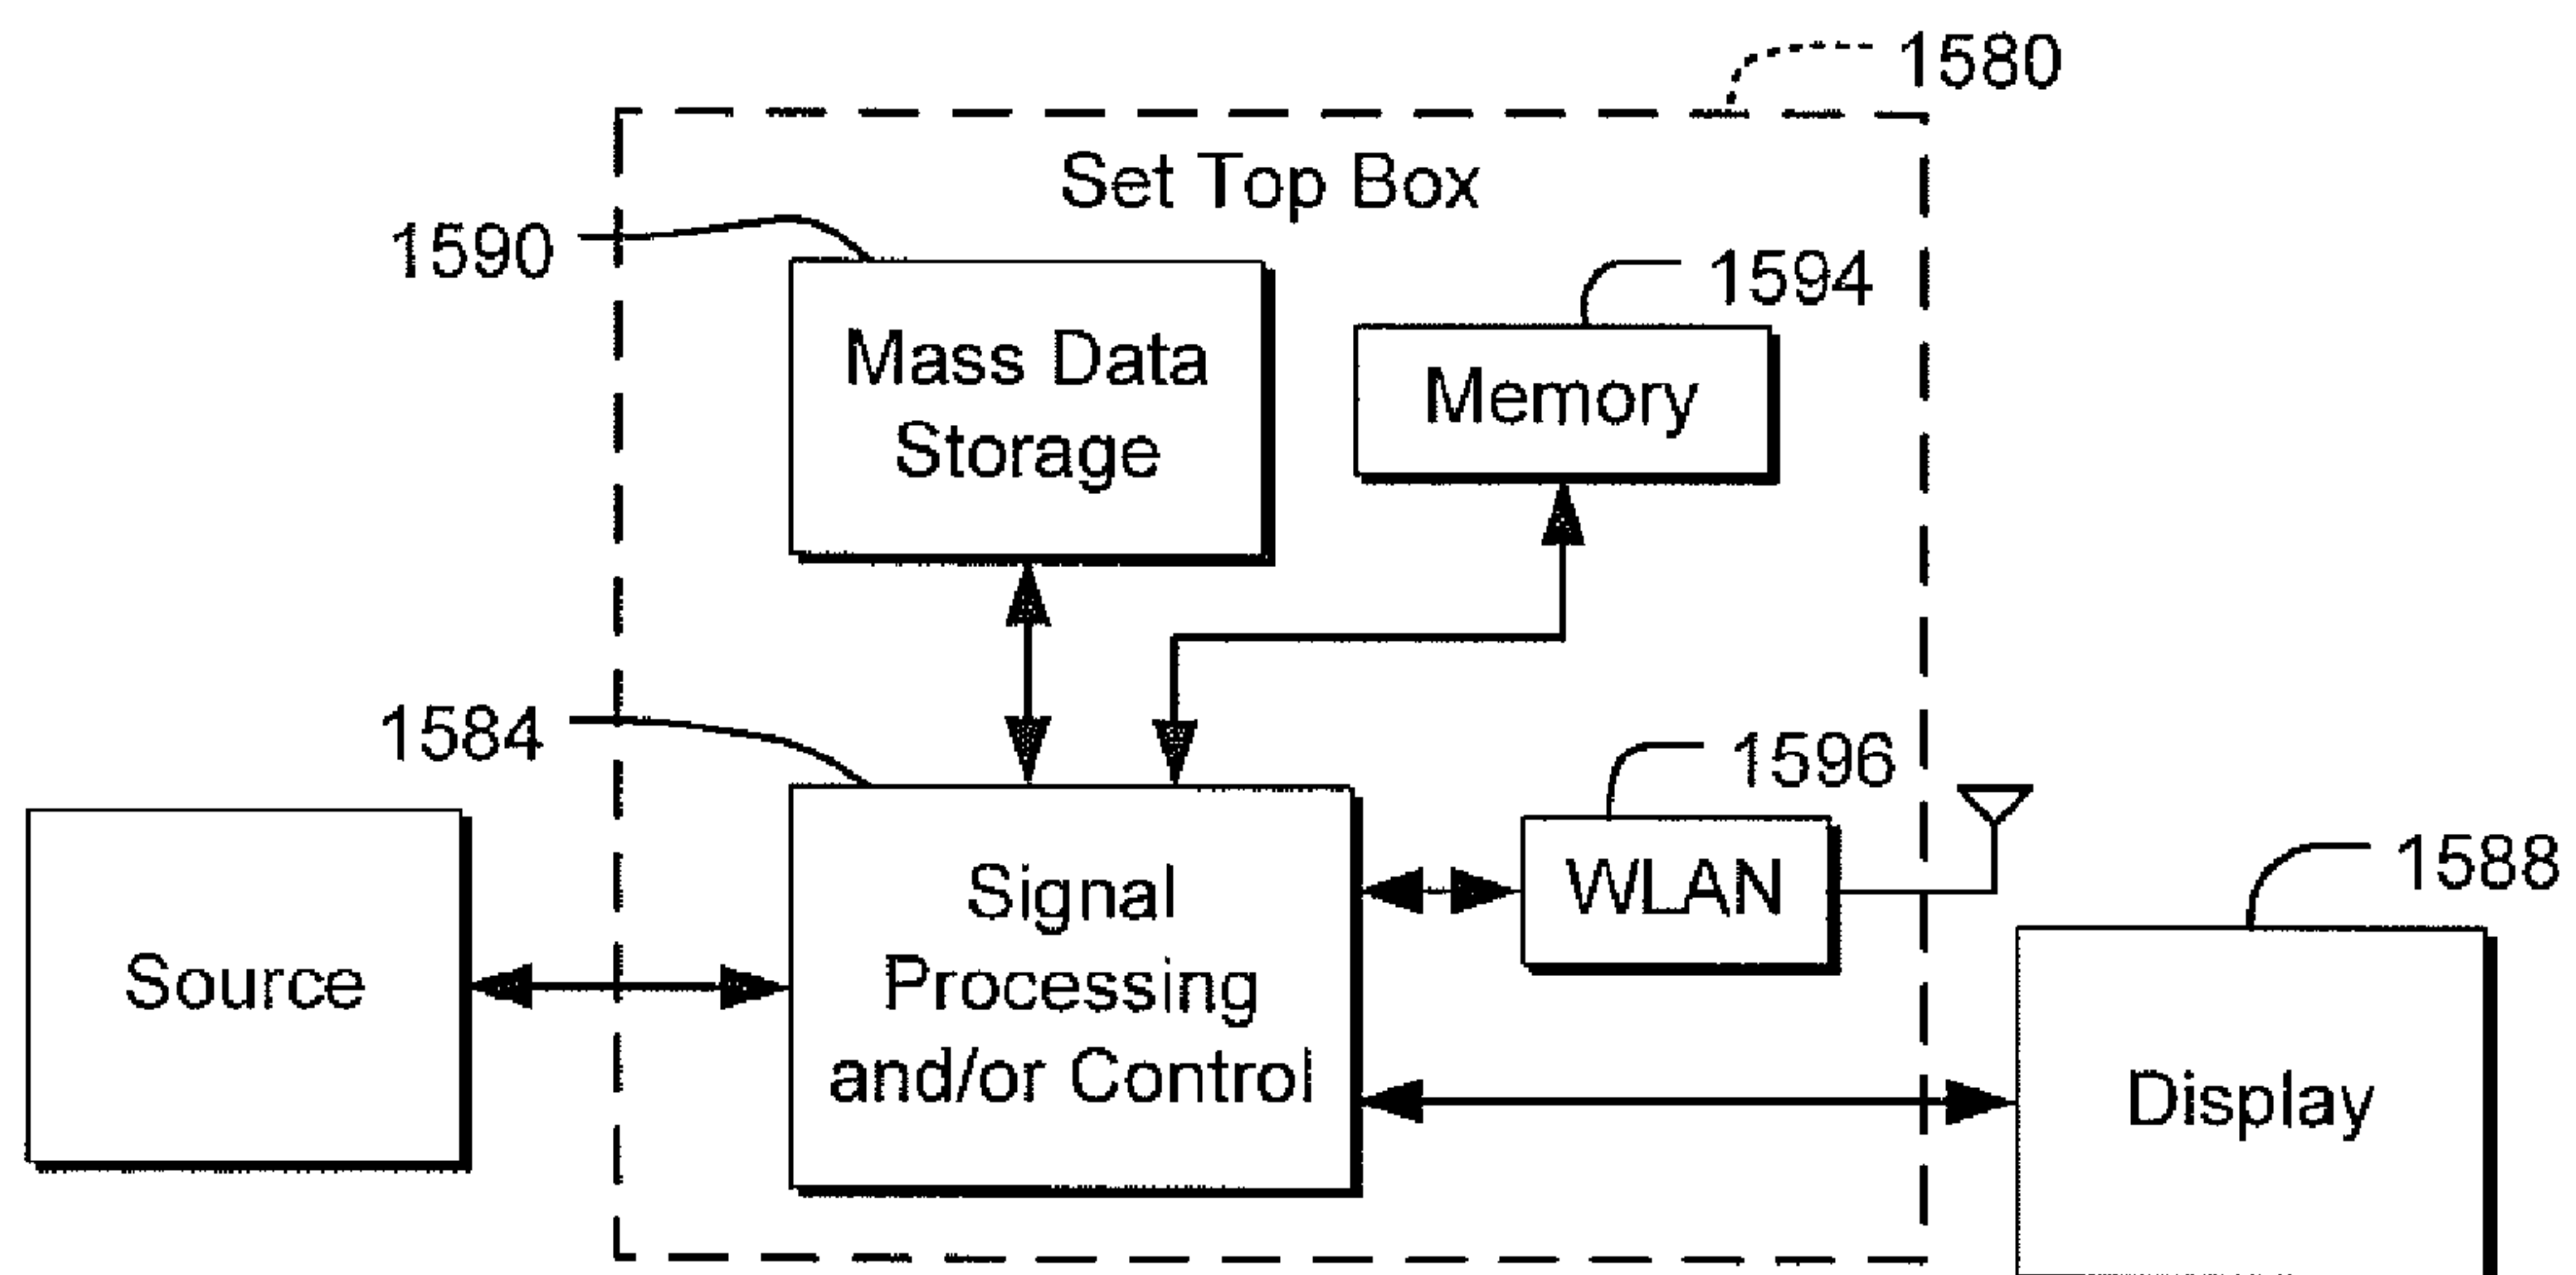 1580
Set Top Box
1590
1594
Mass Data
Storage
Memory
1584
1596
Signal
Processing
and/or Control
WLAN
1588
Source
Display